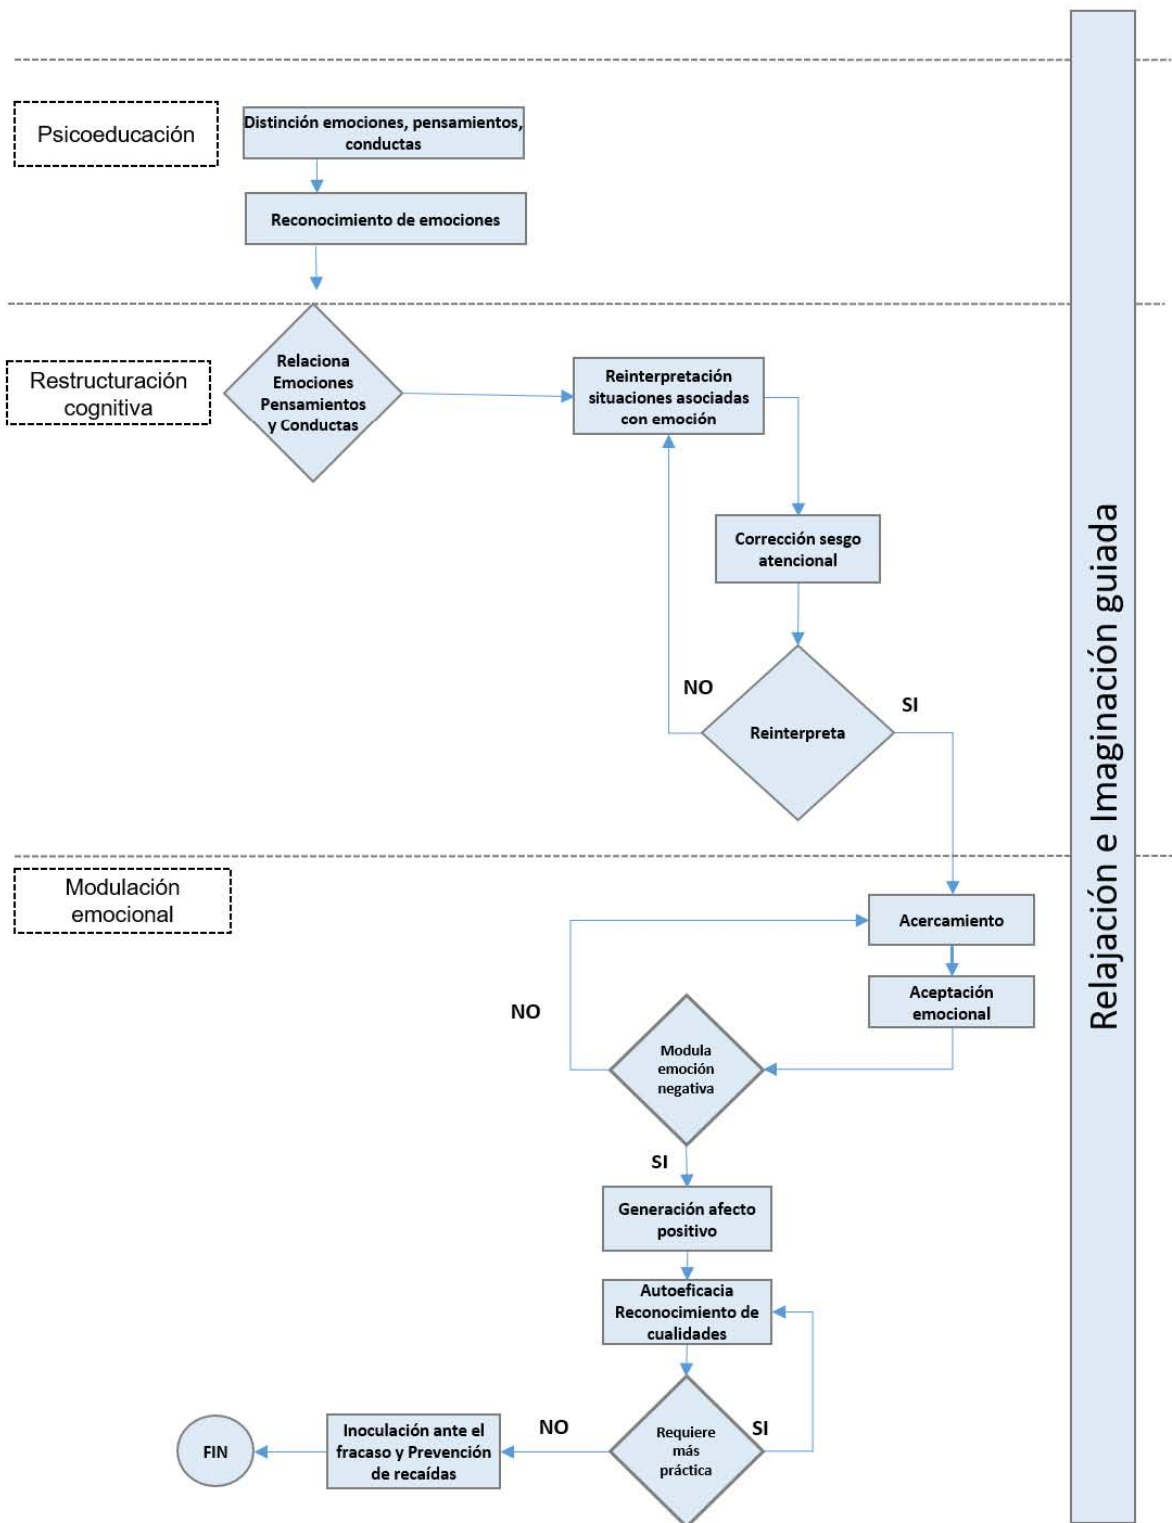 Psicoeducación
Distinción emociones, pensamientos,
conductas
Reconocimiento de emociones
Restructuración
cognitiva
Relaciona
Emociones
Pensamientos
y Conductas
Reinterpretación
situaciones asociadas
con emoción
Corrección sesgo
atencional
NO
SI
Reinterpreta
Relajación e Imaginación guiada
Modulación
emocional
Acercamiento
Aceptación
emocional
NO
Modula
emoción
negativa
SI
Generación afecto
positivo
Autoeficacia
Reconocimiento de
cualidades
FIN
Inoculación ante el
fracaso y Prevención
de recaídas
NO
Requiere
más
práctica
SI